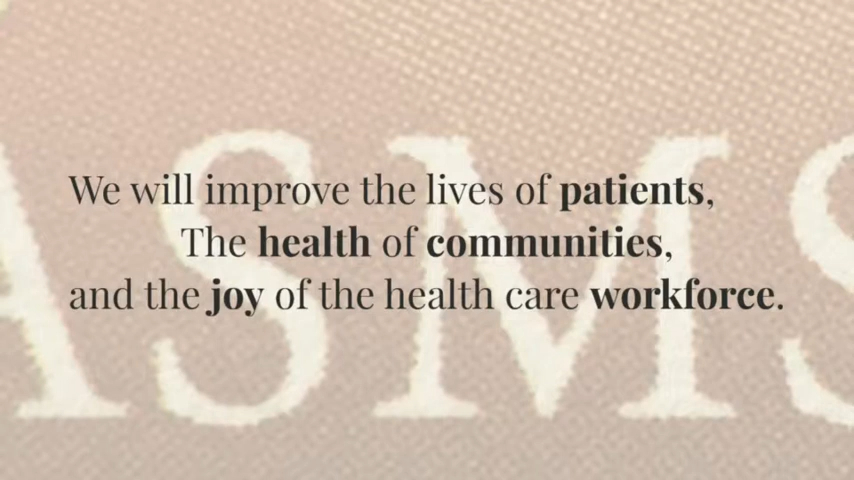 We will improve the lives of patients,
The health of communities,
and the joy of the health care workforce.
ASMS